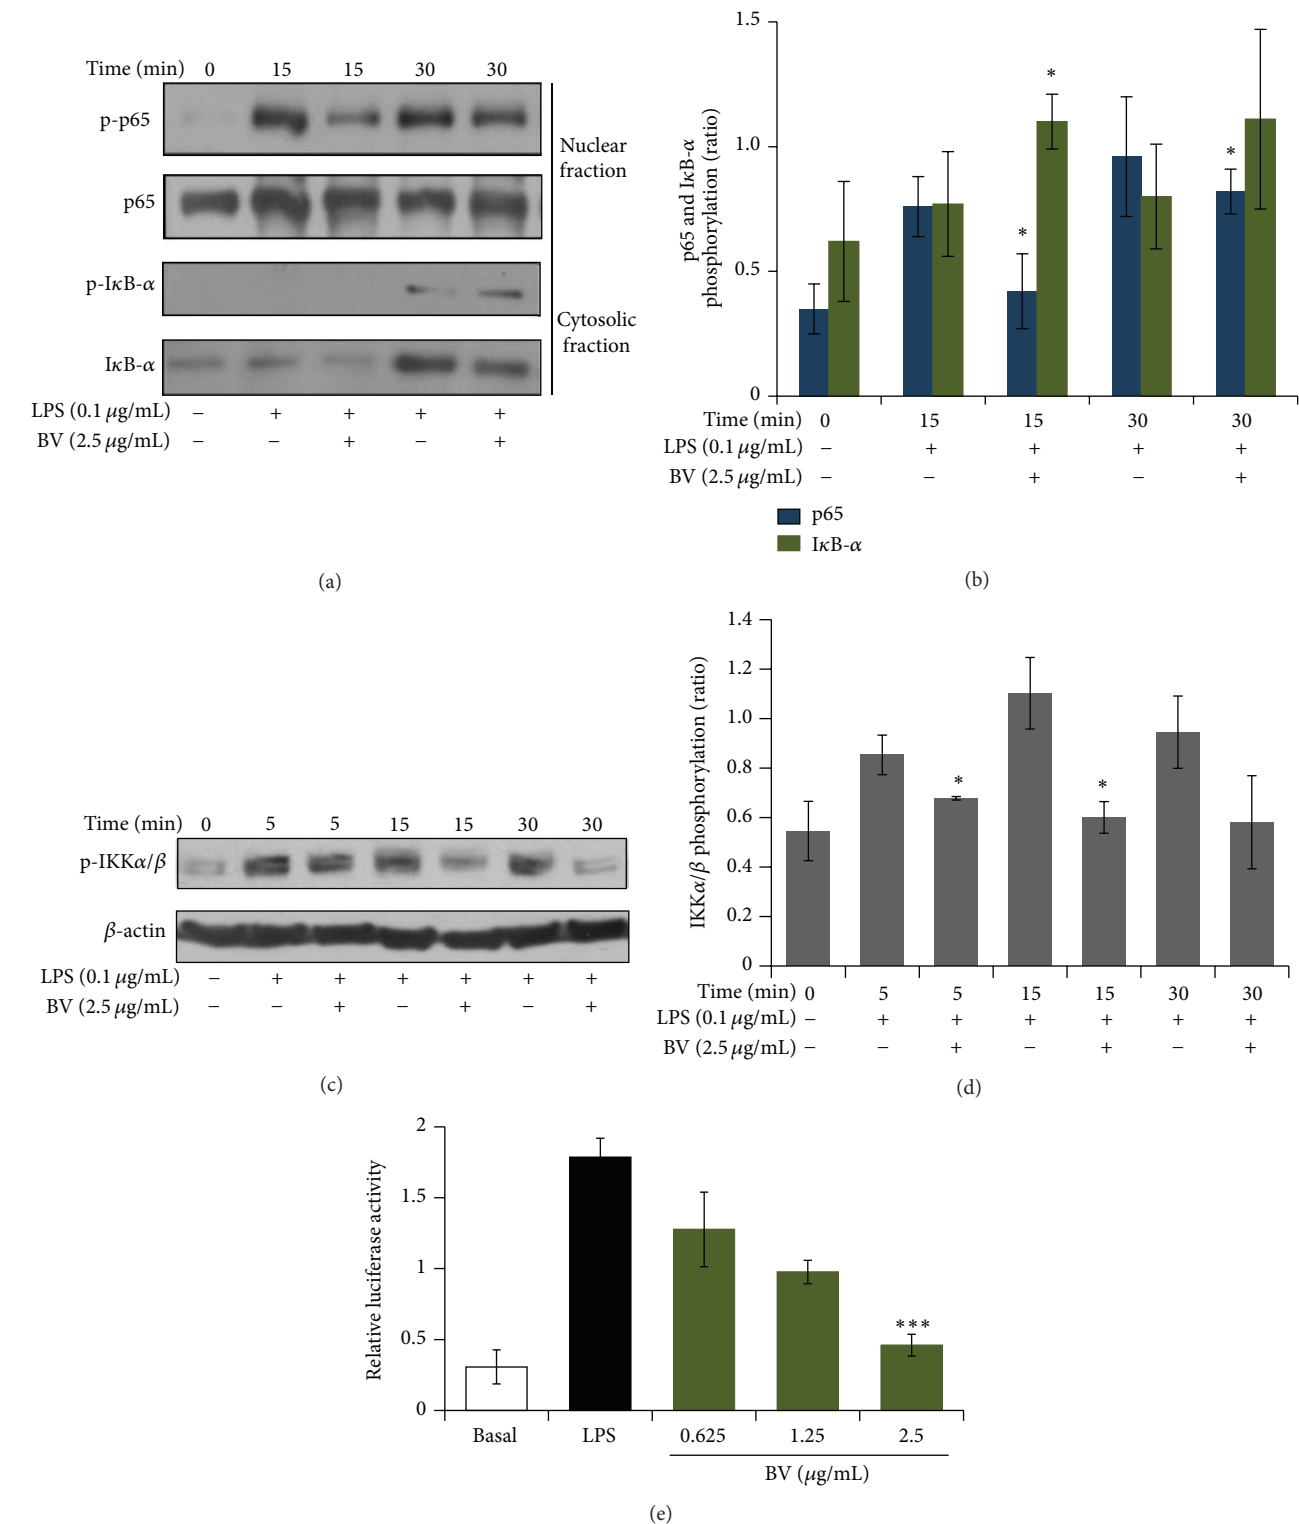 Time (min) 0 15 15 30 30
p-p65
p65
Nuclear
fraction
p-IκB-α
IκB-α
Cytosolic
fraction
LPS (0.1 μg/mL) − + + + +
BV (2.5 μg/mL) − − + − +
(a)
p65 and IκB-α
phosphorylation (ratio)
1.5
1.0
0.5
0
* * *
Time (min) 0 15 15 30 30
LPS (0.1 μg/mL) − + + + +
BV (2.5 μg/mL) − − + − +
p65
IκB-α
(b)
Time (min) 0 5 5 15 15 30 30
p-IKKα/β
β-actin
LPS (0.1 μg/mL) − + + + + + +
BV (2.5 μg/mL) − − + − + − +
(c)
IKKα/β phosphorylation (ratio)
1.4
1.2
1.0
0.8
0.6
0.4
0.2
0
* *
Time (min) 0 5 5 15 15 30 30
LPS (0.1 μg/mL) − + + + + + +
BV (2.5 μg/mL) − − + − + − +
(d)
Relative luciferase activity
2
1.5
1
0.5
0
***
Basal LPS 0.625 1.25 2.5
BV (μg/mL)
(e)